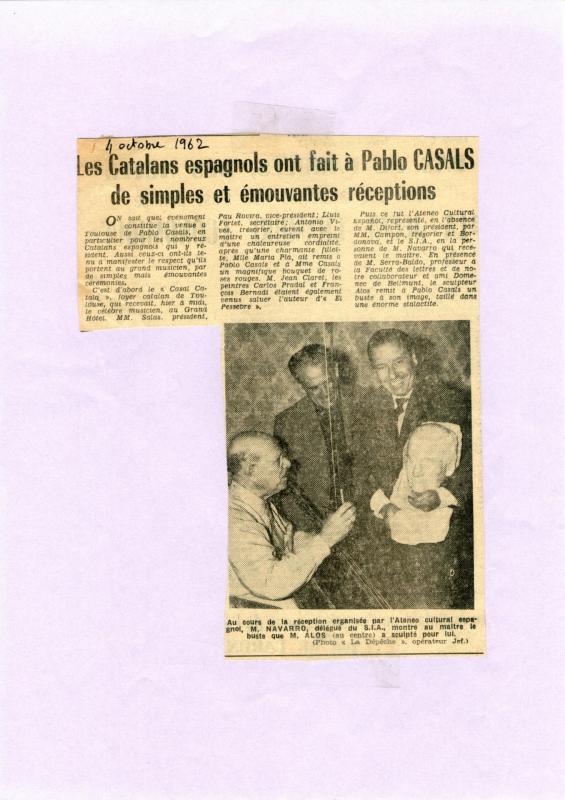 4 octobre 1962
Les Catalans espagnols ont fait à Pablo CASALS
de simples et émouvantes réceptions
ON sait quel événement
constitue la venue à
Toulouse de Pablo Casals, en
particulier pour les nombreux
Catalans espagnols qui y ré-
sident. Aussi ceux-ci ont-ils te-
nu à manifester le respect qu'ils
portent au grand musicien, par
de simples mais émouvantes
cérémonies.
C'est d'abord le « Casal Ca-
talą », foyer catalan de Tou-
louse, qui recevait, hier à midi,
le célèbre musicien, au Grand
Hôtel. MM. Salas, président,
Pau Rovira, vice-président ; Lluis
Fortet, secrétaire ; Antonio Vi-
ves, trésorier, eurent avec le
maître un entretien empreint
d'une chaleureuse cordialité,
après qu'une charmante fillet-
te, Mlle Maria Pla, ait remis à
Pablo Casals et à Mme Casals
un magnifique bouquet de ro-
ses rouges. M. Jean Claret, les
peintres Carlos Pradal et Fran-
çois Bernadi étaient également
venus saluer l'auteur d'« El
Pessebre ».
Puis ce fut l'Ateneo Cultural
Español, représenté, en l'absence
de M. Difort, son président, par
MM. Campon, trésorier et Bor-
donava, et le S.I.A., en la per-
sonne de M. Navarro qui rece-
vaient le maître. En présence
de M. Serra-Baldo, professeur à
la Faculté des lettres et de no-
tre collaborateur et ami Dome-
nec de Bellmunt, le sculpteur
Alos remit à Pablo Casals un
buste à son image, taillé dans
une énorme stalactite.
Au cours de la réception organisée par l'Ateneo cultural espa-
gnol, M. NAVARRO, délégué du S.I.A., montre au maître le
buste que M. ALOS (au centre) a sculpté pour lui.
(Photo « La Dépêche », opérateur Jef.)